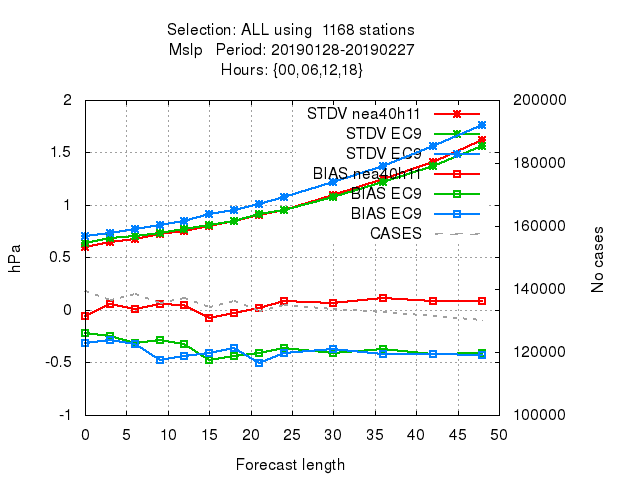 Selection: ALL using  1168 stations
Mslp   Period: 20190128-20190227
Hours: {00,06,12,18}
2
1.5
1
0.5
0
-0.5
-1
hPa
200000
180000
160000
140000
120000
100000
No cases
STDV nea40h11
STDV EC9
STDV EC9
BIAS nea40h11
BIAS EC9
BIAS EC9
CASES
0 5 10 15 20 25 30 35 40 45 50
Forecast length